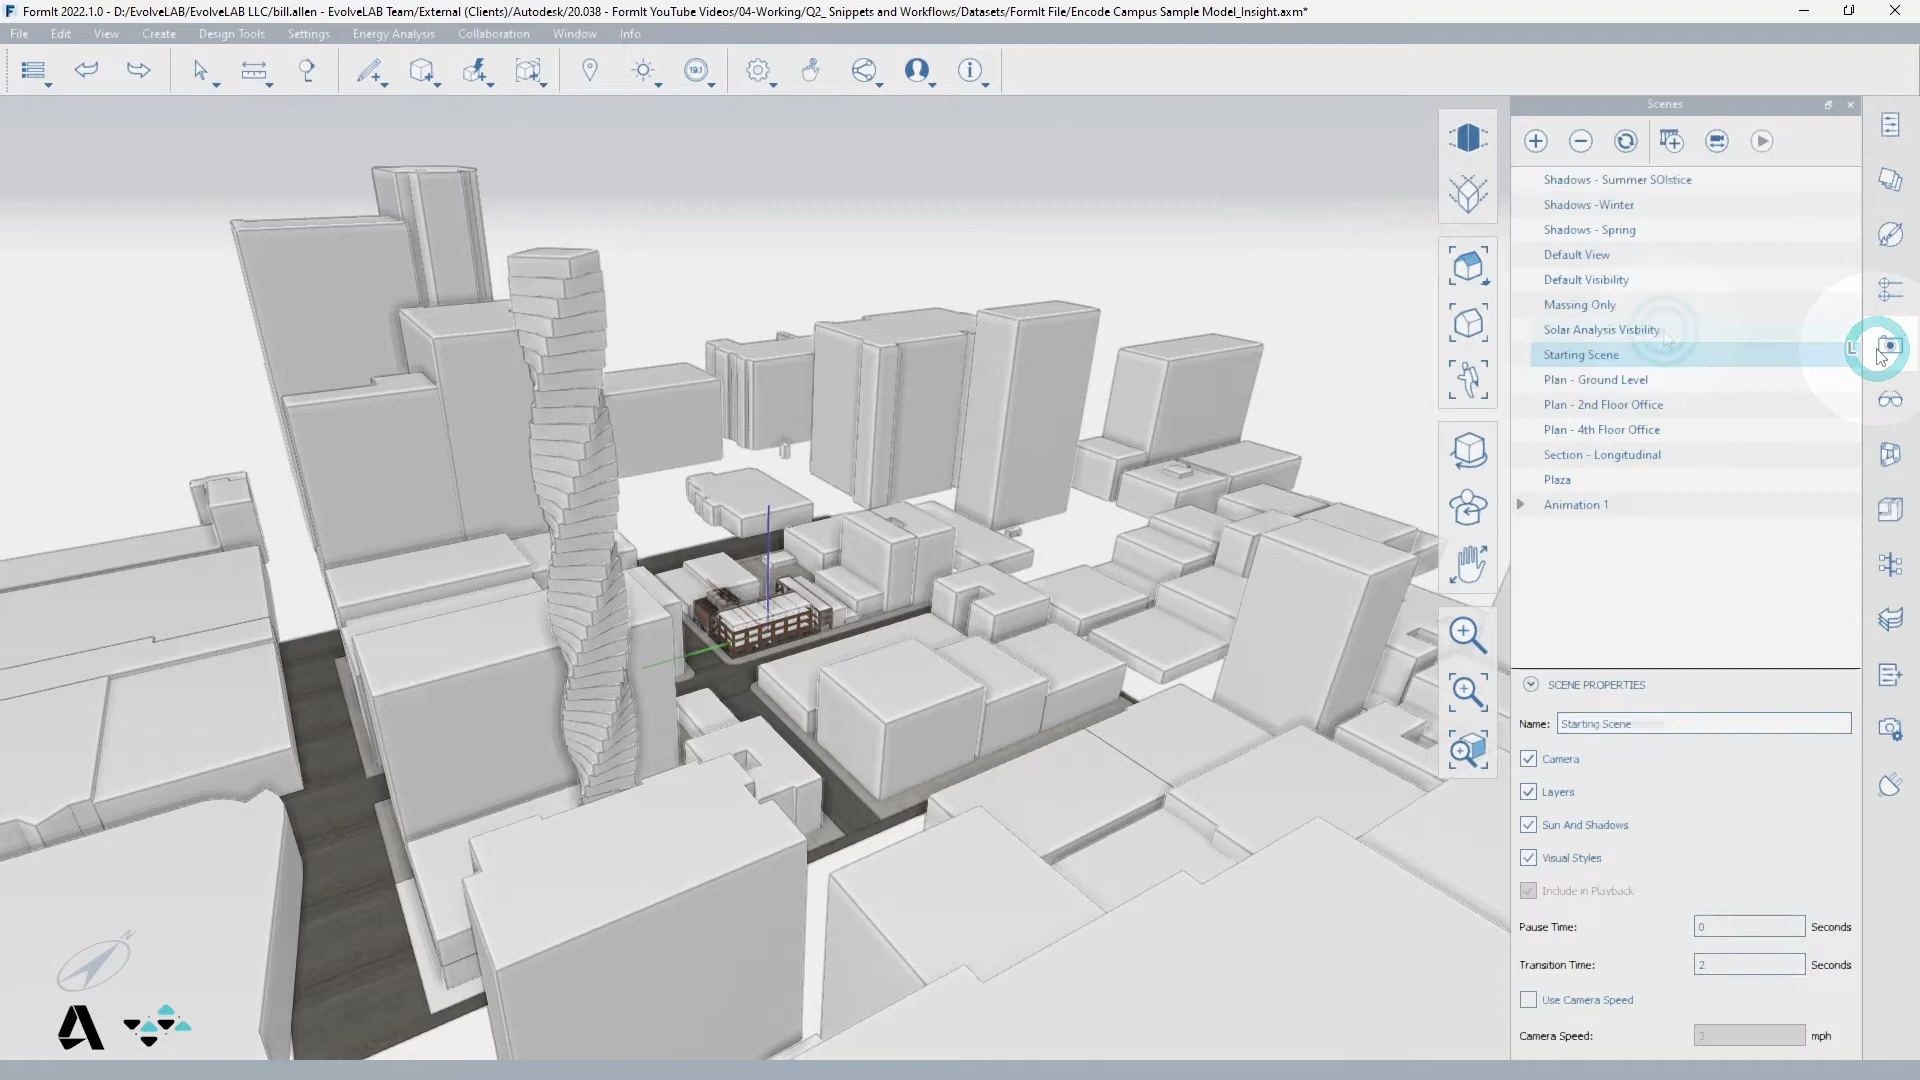 FormIt 2022.1.0 - D:/EvolveLAB/EvolveLAB LLC/bill.allen - EvolveLAB Team/External (Clients)/Autodesk/20.038 - FormIt YouTube Videos/04-Working/Q2_ Snippets and Workflows/Datasets/FormIt File/Encode Campus Sample Model_Insight.axm*
File Edit View Create Design Tools Settings Energy Analysis Collaboration Window Info
19.1
Scenes
Shadows - Summer SOlstice
Shadows -Winter
Shadows - Spring
Default View
Default Visibility
Massing Only
Solar Analysis Visbility
Starting Scene
L
Plan - Ground Level
Plan - 2nd Floor Office
Plan - 4th Floor Office
Section - Longitudinal
Plaza
Animation 1
SCENE PROPERTIES
Name: Starting Scene
Camera
Layers
Sun And Shadows
Visual Styles
Include in Playback
Pause Time: 0 Seconds
Transition Time: 2 Seconds
Use Camera Speed
Camera Speed: 3 mph
N